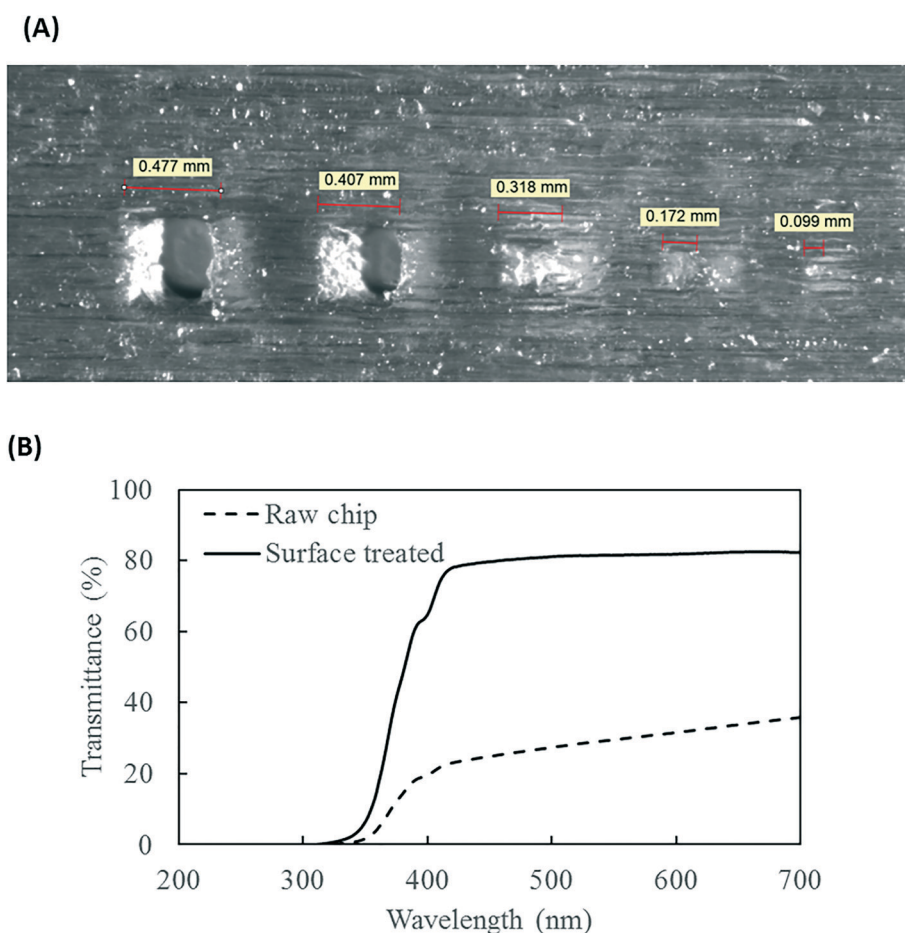 (A)
0.477 mm
0.407 mm
0.318 mm
0.172 mm
0.099 mm
(B)
100
80
60
40
20
0
Transmittance (%)
Raw chip
Surface treated
200 300 400 500 600 700
Wavelength (nm)